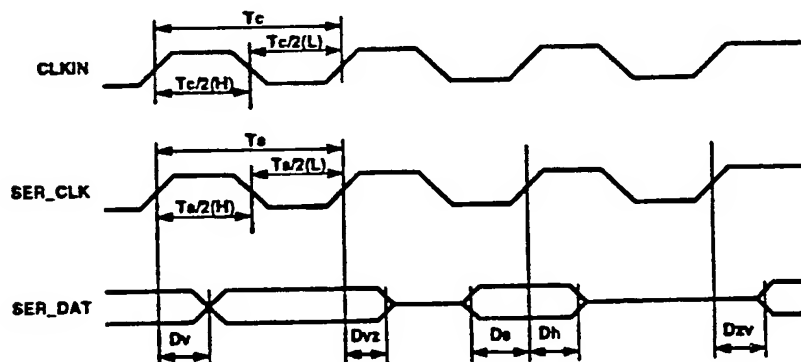 Tc
Tc/2(L)
CLKIN
Tc/2(H)
Ts
Ts/2(L)
SER_CLK
Ts/2(H)
SER_DAT
Dv
Dvz
Ds
Dh
Dzv